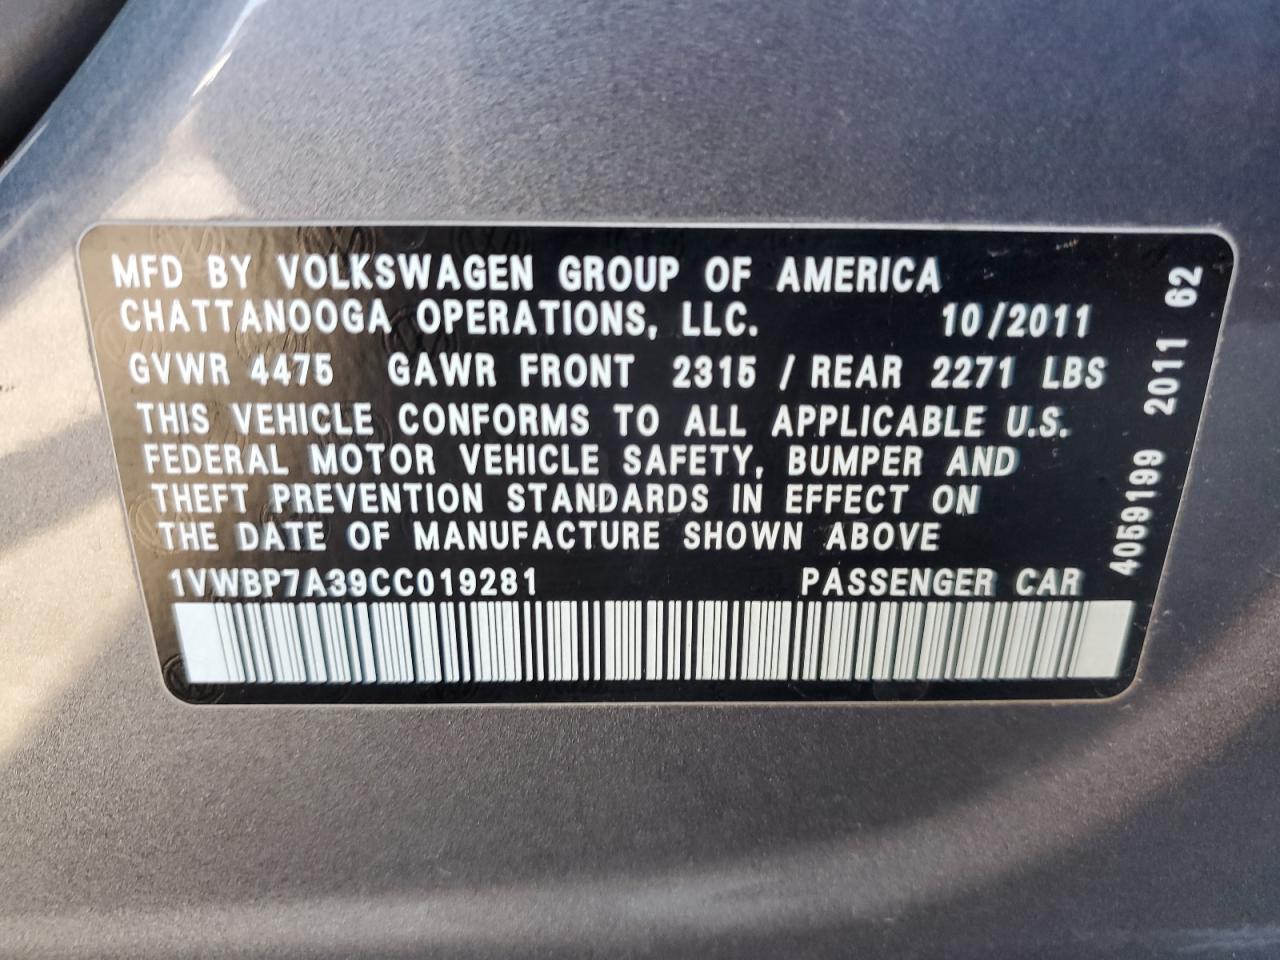 MFD BY VOLKSWAGEN GROUP OF AMERICA
CHATTANOOGA OPERATIONS, LLC. 10/2011
GVWR 4475 GAWR FRONT 2315 / REAR 2271 LBS
THIS VEHICLE CONFORMS TO ALL APPLICABLE U.S.
FEDERAL MOTOR VEHICLE SAFETY, BUMPER AND
THEFT PREVENTION STANDARDS IN EFFECT ON
THE DATE OF MANUFACTURE SHOWN ABOVE
1VWBP7A39CC019281 PASSENGER CAR
4059199 2011 62